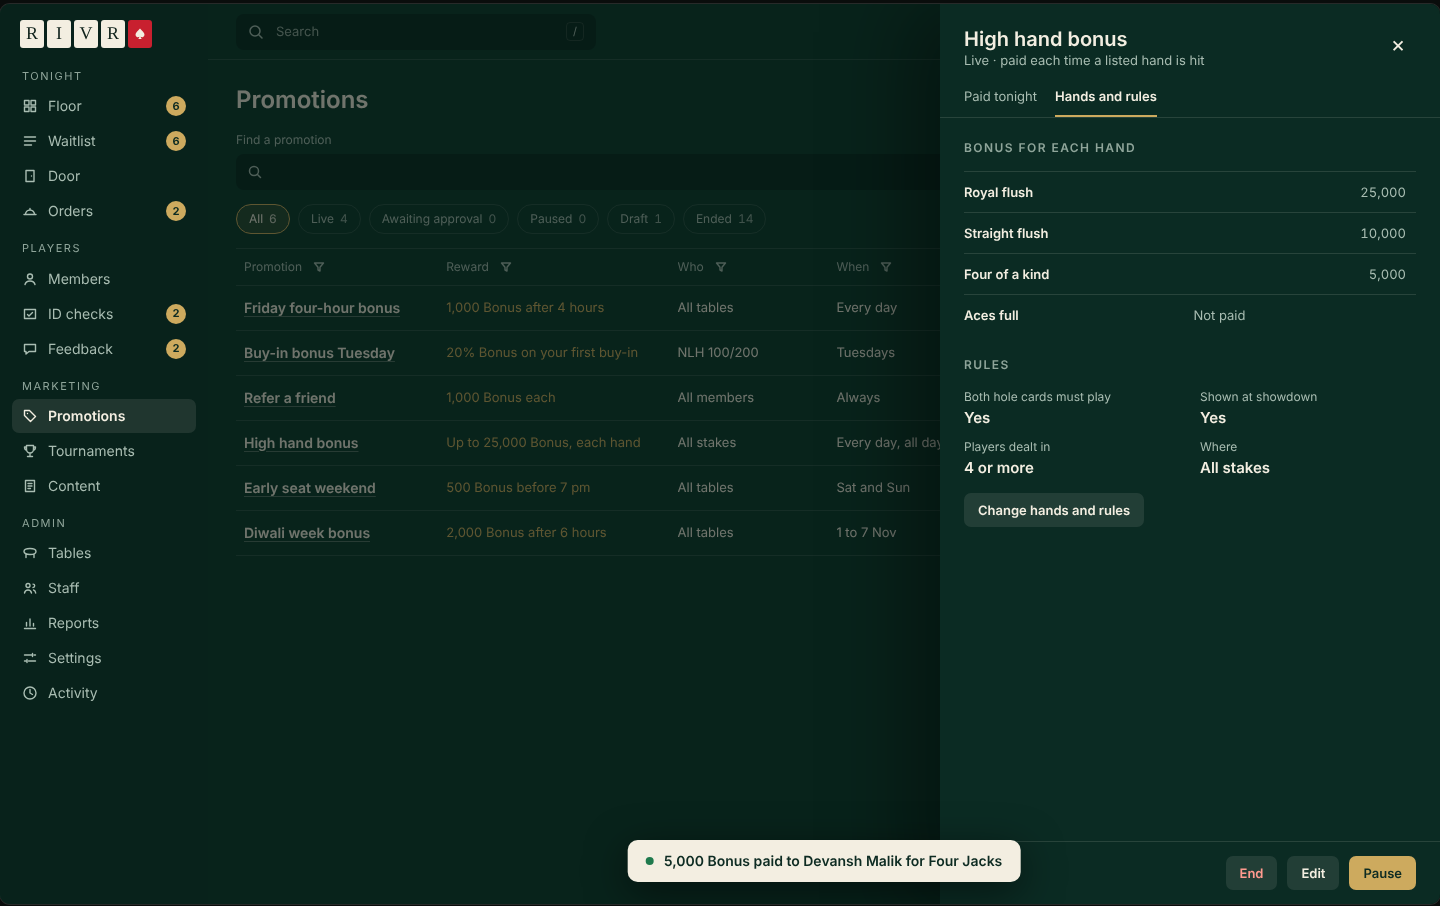 RIVR
TONIGHT
Floor 6
Waitlist 6
Door
Orders 2
PLAYERS
Members
ID checks 2
Feedback 2
MARKETING
Promotions
Tournaments
Content
ADMIN
Tables
Staff
Reports
Settings
Activity
Search /
Promotions
Find a promotion
All 6 Live 4 Awaiting approval 0 Paused 0 Draft 1 Ended 14
Promotion Reward Who When
Friday four-hour bonus 1,000 Bonus after 4 hours All tables Every day
Buy-in bonus Tuesday 20% Bonus on your first buy-in NLH 100/200 Tuesdays
Refer a friend 1,000 Bonus each All members Always
High hand bonus Up to 25,000 Bonus, each hand All stakes Every day, all day
Early seat weekend 500 Bonus before 7 pm All tables Sat and Sun
Diwali week bonus 2,000 Bonus after 6 hours All tables 1 to 7 Nov
High hand bonus
Live · paid each time a listed hand is hit
Paid tonight Hands and rules
BONUS FOR EACH HAND
Royal flush 25,000
Straight flush 10,000
Four of a kind 5,000
Aces full Not paid
RULES
Both hole cards must play Shown at showdown
Yes Yes
Players dealt in Where
4 or more All stakes
Change hands and rules
5,000 Bonus paid to Devansh Malik for Four Jacks
End Edit Pause